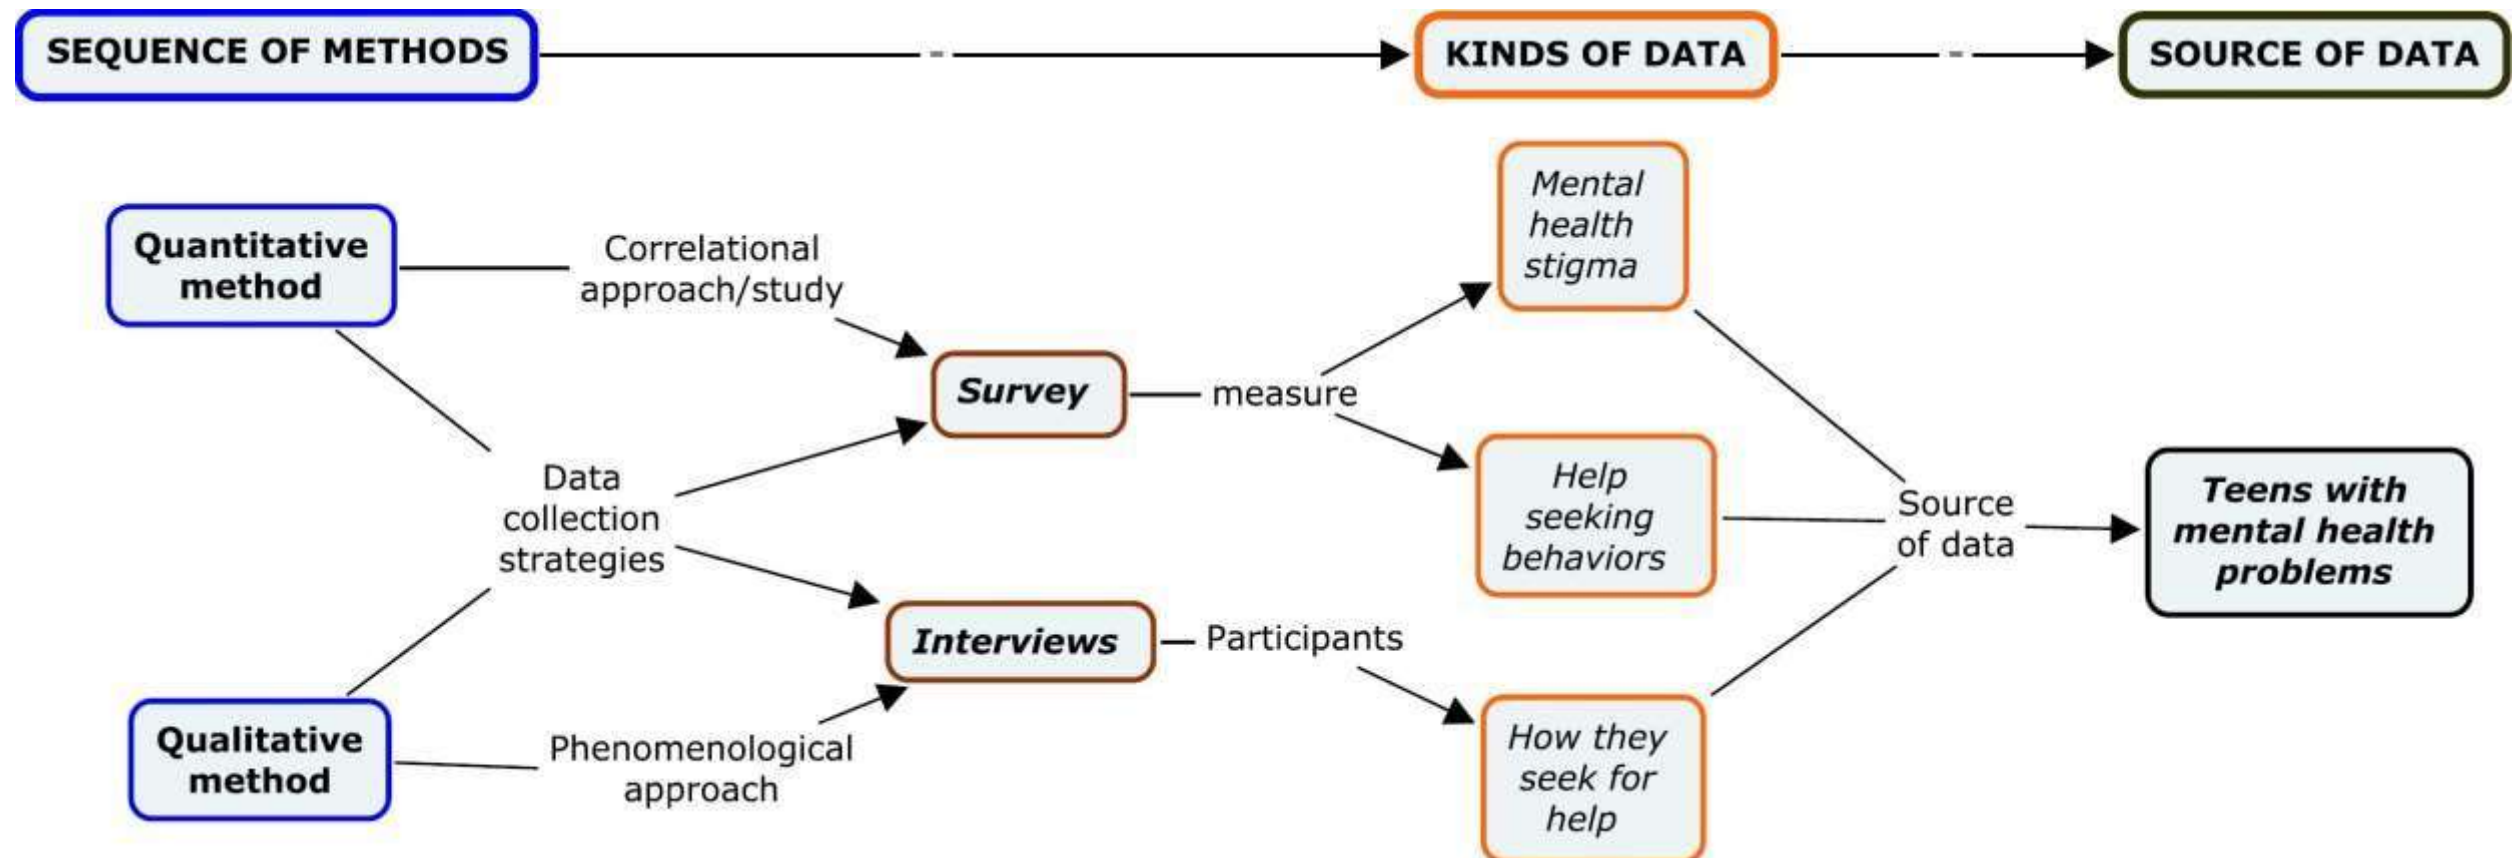 SEQUENCE OF METHODS
-
KINDS OF DATA
-
SOURCE OF DATA
Quantitative
method
Correlational
approach/study
Survey
measure
Mental
health
stigma
Help
seeking
behaviors
Data
collection
strategies
Source
of data
Teens with
mental health
problems
Interviews
Participants
Qualitative
method
Phenomenological
approach
How they
seek for
help